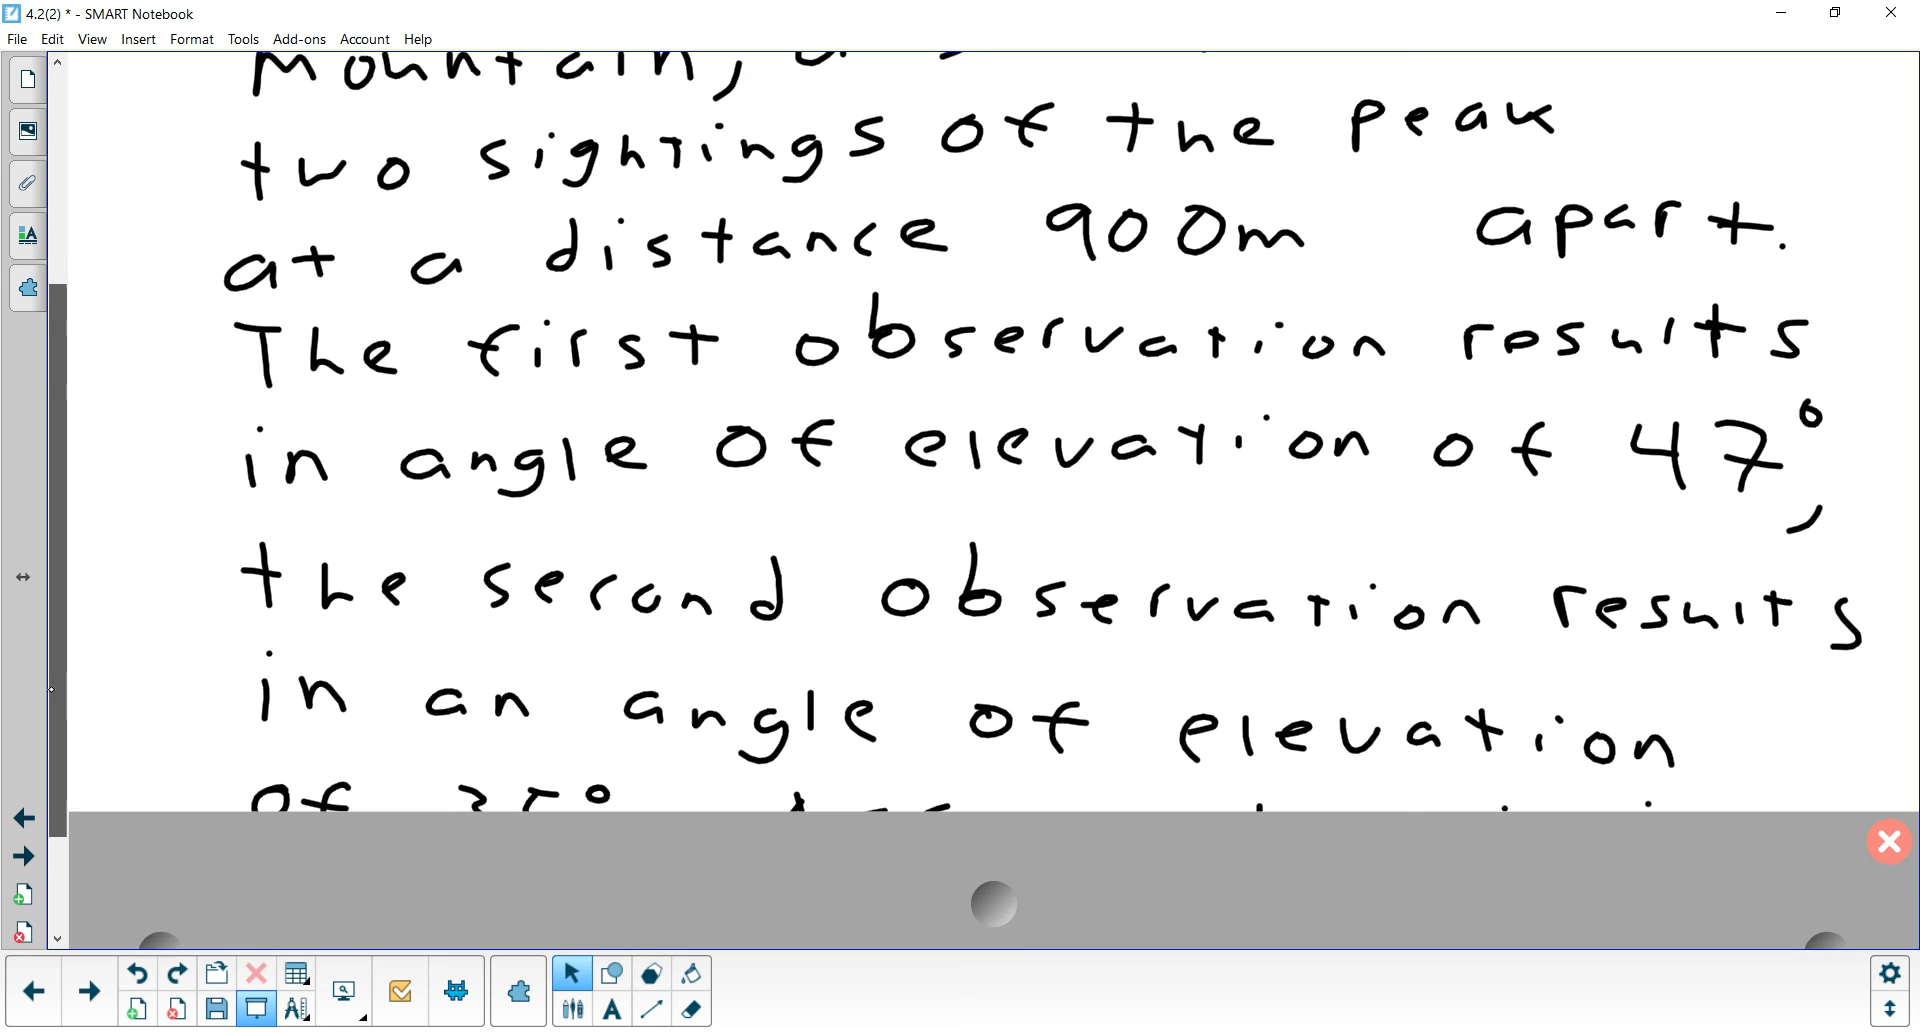 4.2(2) * - SMART Notebook
File Edit View Insert Format Tools Add-ons Account Help
Mountain,
two sightings of the peak
at a distance 900m apart.
The first observation results
in angle of elevation of 47°,
the second observation results
in an angle of elevation
of 35°